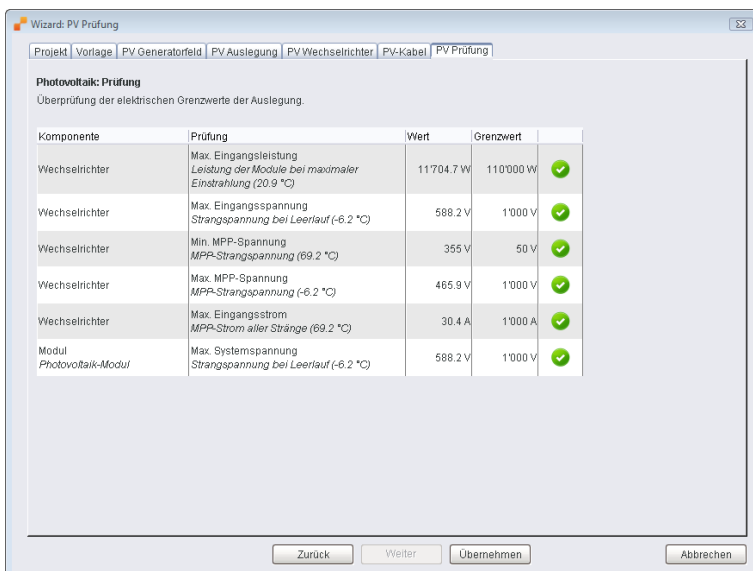 Wizard: PV Prüfung
Projekt Vorlage PV Generatorfeld PV Auslegung PV Wechselrichter PV-Kabel PV Prüfung
Photovoltaik: Prüfung
Überprüfung der elektrischen Grenzwerte der Auslegung.
Komponente Prüfung Wert Grenzwert
Max. Eingangsleistung
Wechselrichter Leistung der Module bei maximaler 11'704.7 W 110'000 W
Einstrahlung (20.9 °C)
Max. Eingangsspannung
Wechselrichter Strangspannung bei Leerlauf (-6.2 °C) 588.2 V 1'000 V
Min. MPP-Spannung
Wechselrichter MPP-Strangspannung (69.2 °C) 355 V 50 V
Max. MPP-Spannung
Wechselrichter MPP-Strangspannung (-6.2 °C) 465.9 V 1'000 V
Max. Eingangsstrom
Wechselrichter MPP-Strom aller Stränge (69.2 °C) 30.4 A 1'000 A
Modul Max. Systemspannung
Photovoltaik-Modul Strangspannung bei Leerlauf (-6.2 °C) 588.2 V 1'000 V
Zurück Weiter Übernehmen Abbrechen